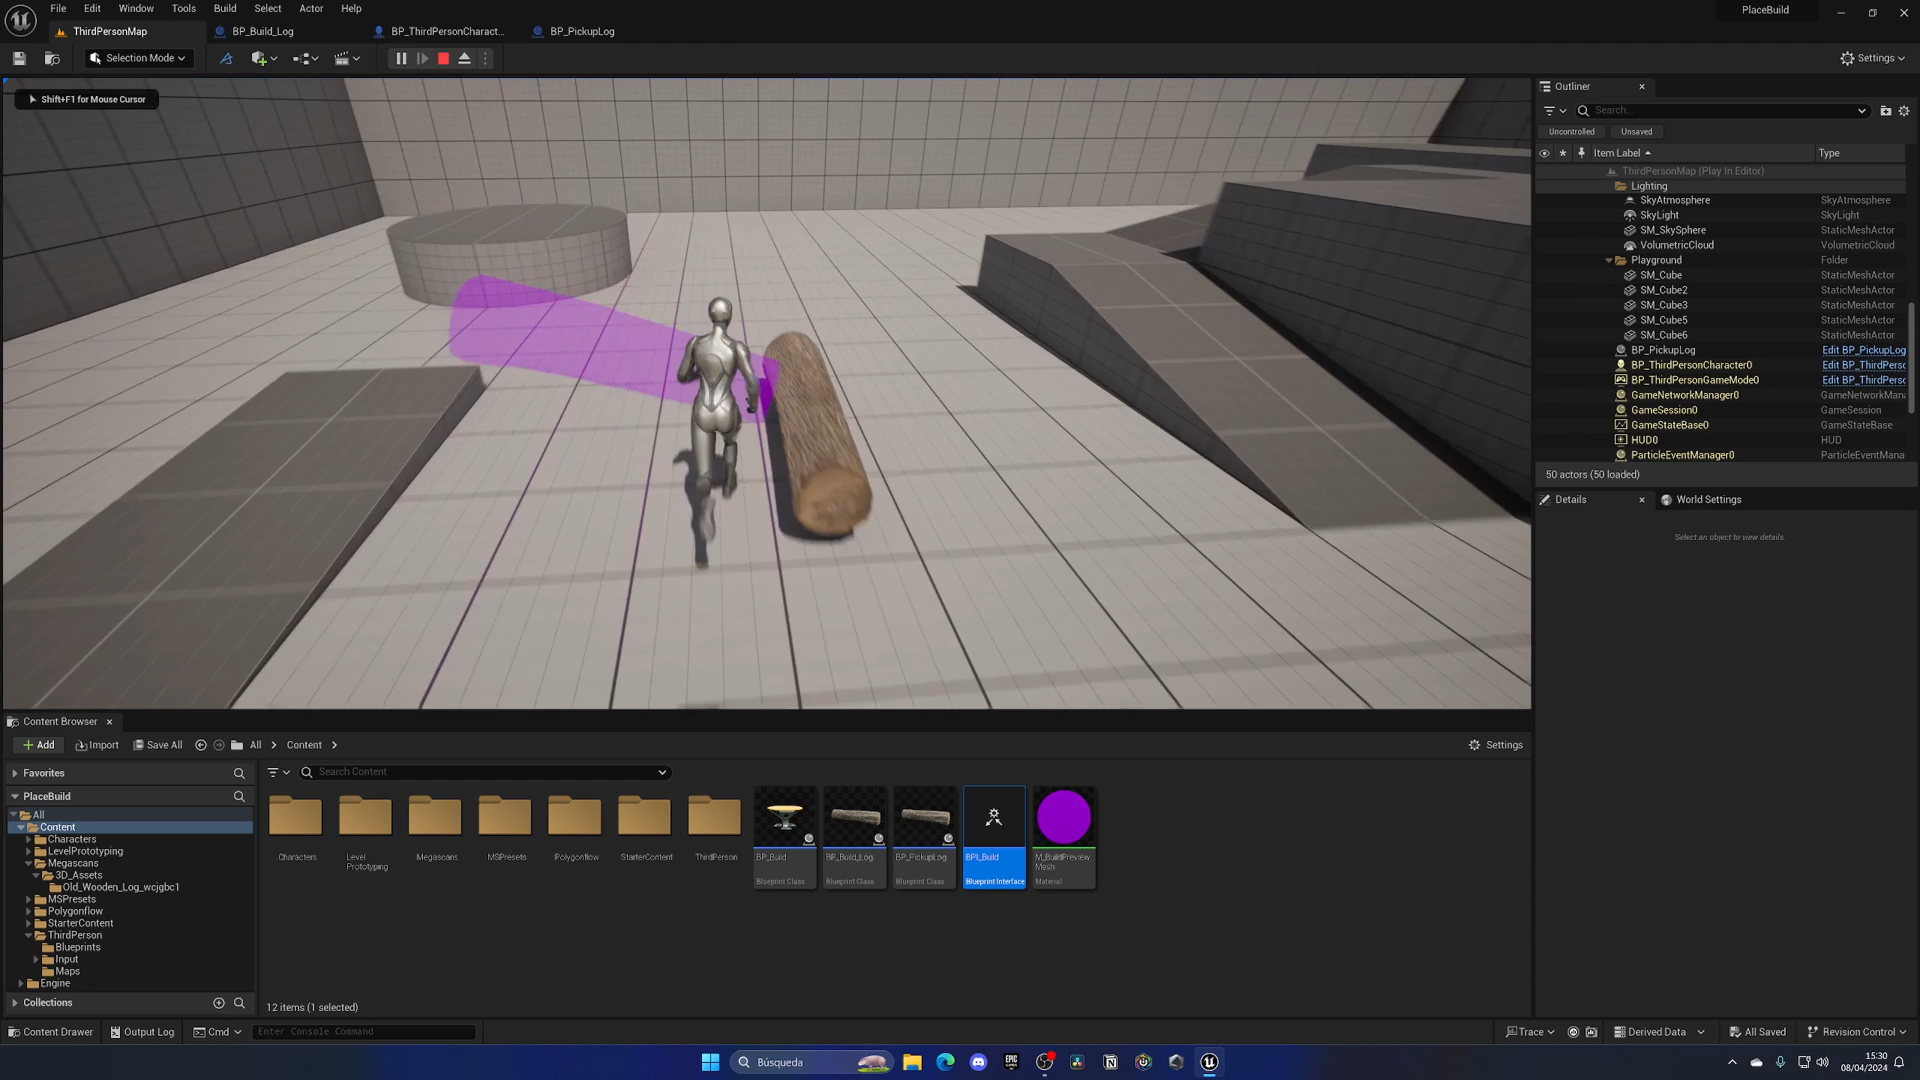 File Edit Window Tools Build Select Actor Help
PlaceBuild
ThirdPersonMap BP_Build_Log BP_ThirdPersonCharact... BP_PickupLog
Selection Mode
Settings
Shift+F1 for Mouse Cursor
Outliner
Search...
Uncontrolled Unsaved
Item Label Type
ThirdPersonMap (Play In Editor)
Lighting
SkyAtmosphere SkyAtmosphere
SkyLight SkyLight
SM_SkySphere StaticMeshActor
VolumetricCloud VolumetricCloud
Playground Folder
SM_Cube StaticMeshActor
SM_Cube2 StaticMeshActor
SM_Cube3 StaticMeshActor
SM_Cube5 StaticMeshActor
SM_Cube6 StaticMeshActor
BP_PickupLog Edit BP_PickupLog
BP_ThirdPersonCharacter0 Edit BP_ThirdPerso
BP_ThirdPersonGameMode0 Edit BP_ThirdPerso
GameNetworkManager0 GameNetworkMana
GameSession0 GameSession
GameStateBase0 GameStateBase
HUD0 HUD
ParticleEventManager0 ParticleEventMana
50 actors (50 loaded)
Details World Settings
Select an object to view details.
Content Browser
Add Import Save All All Content
Settings
Favorites
Search Content
PlaceBuild
All
Content
Characters
LevelPrototyping
Megascans
3D_Assets
Old_Wooden_Log_wcjgbc1
MSPresets
Polygonflow
StarterContent
ThirdPerson
Blueprints
Input
Maps
Engine
Collections
Characters
Level
Prototyping
Megascans
MSPresets
Polygonflow
StarterContent
ThirdPerson
BP_Build
Blueprint Class
BP_Build_Log
Blueprint Class
BP_PickupLog
Blueprint Class
BPI_Build
Blueprint Interface
M_BuildPreview
Mesh
Material
12 items (1 selected)
Content Drawer Output Log Cmd Enter Console Command
Trace Derived Data All Saved Revision Control
Búsqueda
EPIC
GAMES
15:30
08/04/2024